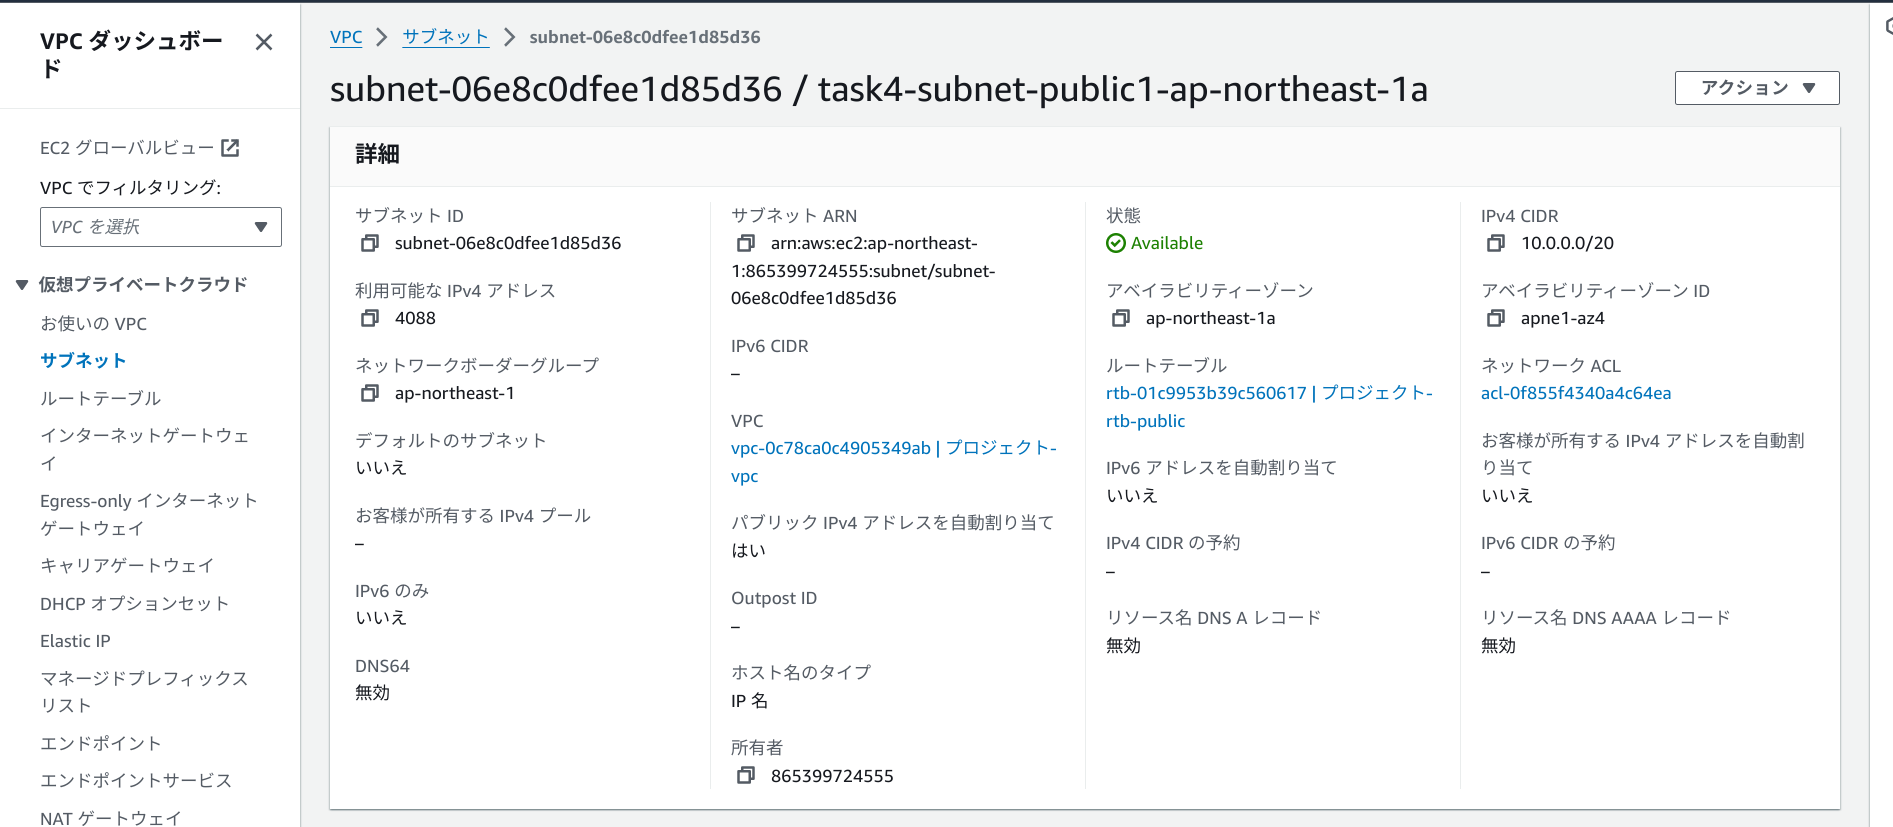 VPC ダッシュボー
ド
EC2 グローバルビュー
VPC でフィルタリング:
VPC を選択
仮想プライベートクラウド
お使いの VPC
サブネット
ルートテーブル
インターネットゲートウェ
イ
Egress-only インターネット
ゲートウェイ
キャリアゲートウェイ
DHCP オプションセット
Elastic IP
マネージドプレフィックス
リスト
エンドポイント
エンドポイントサービス
NAT ゲートウェイ
VPC サブネット subnet-06e8c0dfee1d85d36
subnet-06e8c0dfee1d85d36 / task4-subnet-public1-ap-northeast-1a
アクション
詳細
サブネット ID
subnet-06e8c0dfee1d85d36
利用可能な IPv4 アドレス
4088
ネットワークボーダーグループ
ap-northeast-1
デフォルトのサブネット
いいえ
お客様が所有する IPv4 プール
–
IPv6 のみ
いいえ
DNS64
無効
サブネット ARN
arn:aws:ec2:ap-northeast-
1:865399724555:subnet/subnet-
06e8c0dfee1d85d36
IPv6 CIDR
–
VPC
vpc-0c78ca0c4905349ab | プロジェクト-
vpc
パブリック IPv4 アドレスを自動割り当て
はい
Outpost ID
–
ホスト名のタイプ
IP 名
所有者
865399724555
状態
Available
アベイラビリティーゾーン
ap-northeast-1a
ルートテーブル
rtb-01c9953b39c560617 | プロジェクト-
rtb-public
IPv6 アドレスを自動割り当て
いいえ
IPv4 CIDR の予約
–
リソース名 DNS A レコード
無効
IPv4 CIDR
10.0.0.0/20
アベイラビリティーゾーン ID
apne1-az4
ネットワーク ACL
acl-0f855f4340a4c64ea
お客様が所有する IPv4 アドレスを自動割
り当て
いいえ
IPv6 CIDR の予約
–
リソース名 DNS AAAA レコード
無効